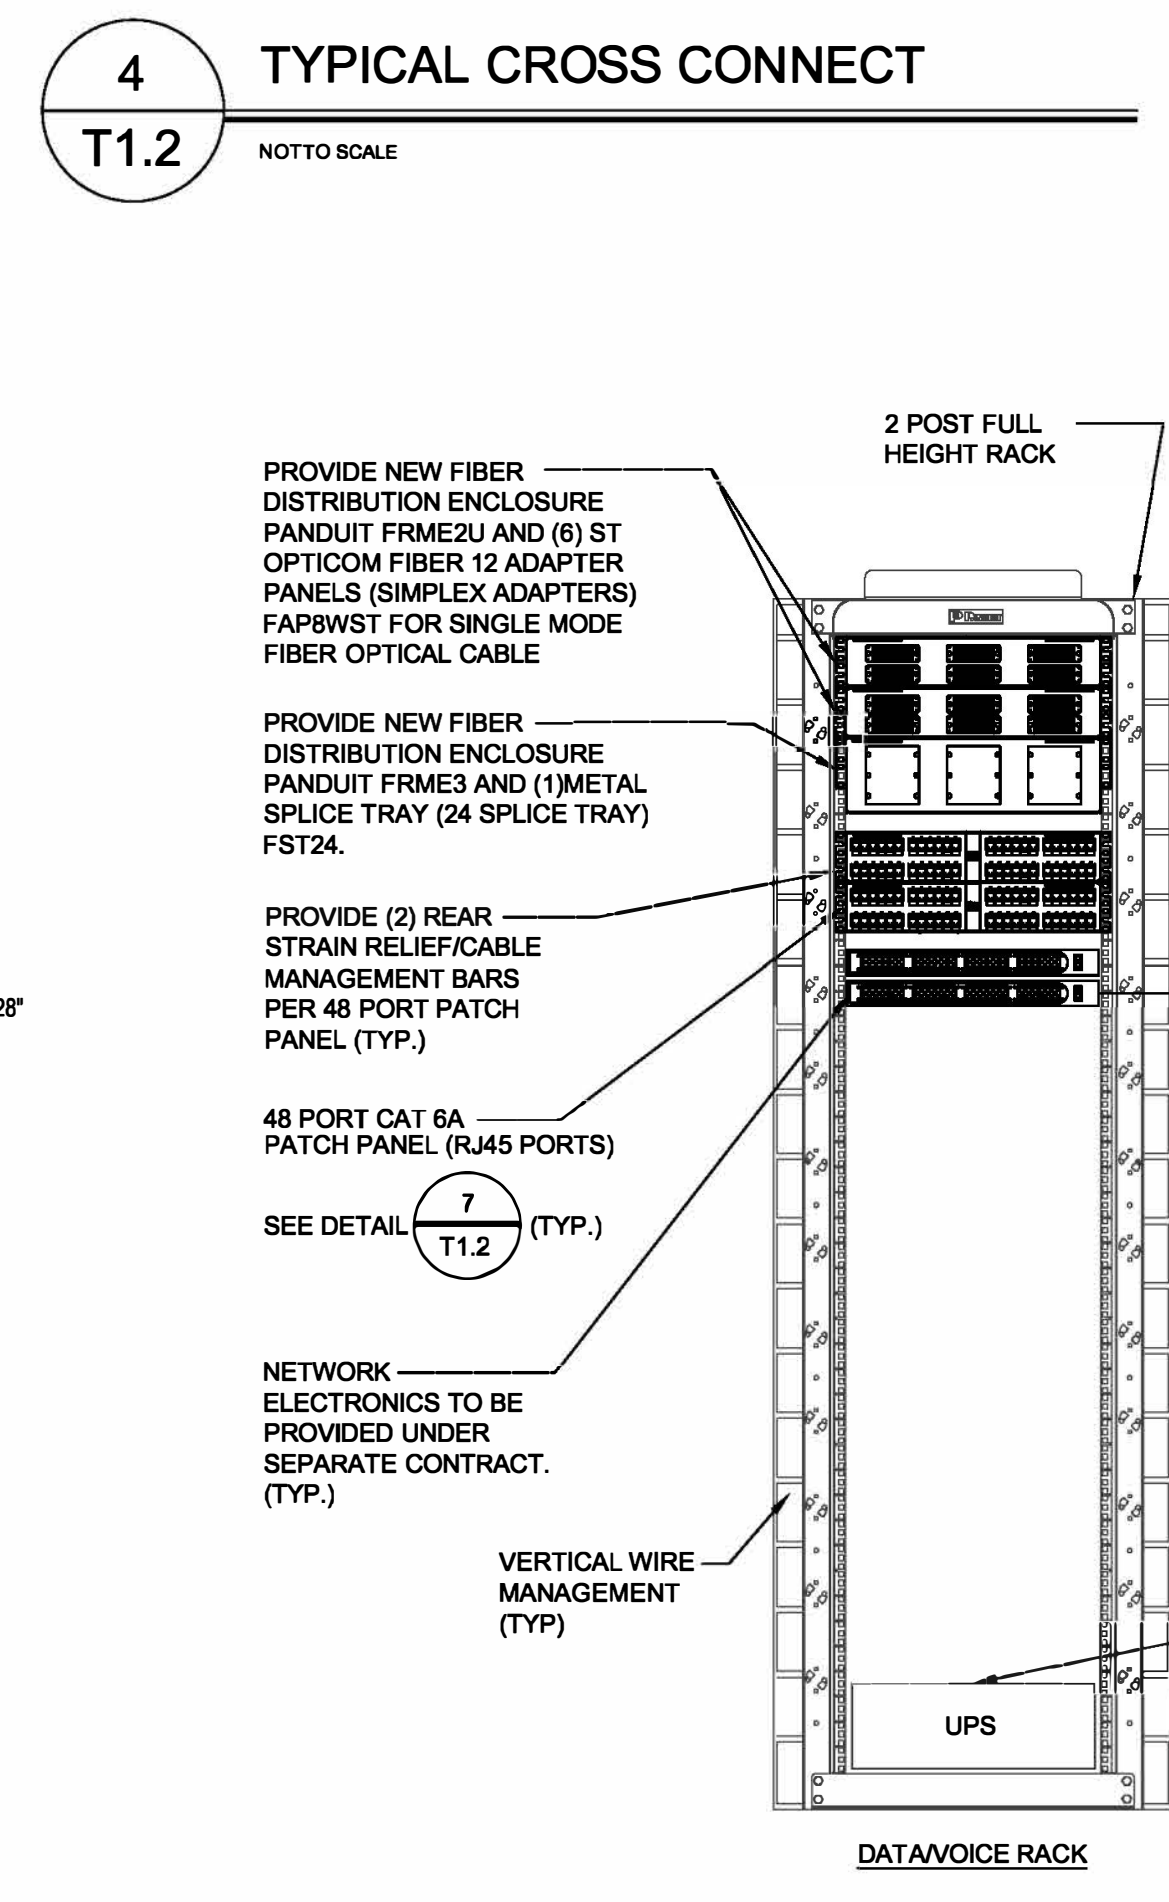 4
T1.2
TYPICAL CROSS CONNECT
NOTTO SCALE
2 POST FULL
HEIGHT RACK
PROVIDE NEW FIBER
DISTRIBUTION ENCLOSURE
PANDUIT FRME2U AND (6) ST
OPTICOM FIBER 12 ADAPTER
PANELS (SIMPLEX ADAPTERS)
FAP8WST FOR SINGLE MODE
FIBER OPTICAL CABLE
PROVIDE NEW FIBER
DISTRIBUTION ENCLOSURE
PANDUIT FRME3 AND (1)METAL
SPLICE TRAY (24 SPLICE TRAY)
FST24.
PROVIDE (2) REAR
STRAIN RELIEF/CABLE
MANAGEMENT BARS
PER 48 PORT PATCH
PANEL (TYP.)
28"
48 PORT CAT 6A
PATCH PANEL (RJ45 PORTS)
SEE DETAIL 7 T1.2 (TYP.)
NETWORK
ELECTRONICS TO BE
PROVIDED UNDER
SEPARATE CONTRACT.
(TYP.)
VERTICAL WIRE
MANAGEMENT
(TYP)
UPS
DATA/VOICE RACK